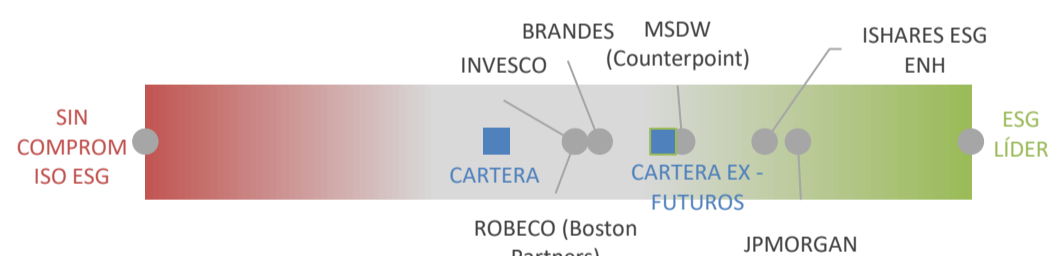 BRANDES
MSDW
(Counterpoint)
ISHARES ESG
ENH
INVESCO
SIN
COMPROM
ISO ESG
ESG
LÍDER
CARTERA
CARTERA EX -
FUTUROS
ROBECO (Boston
Partners)
JPMORGAN